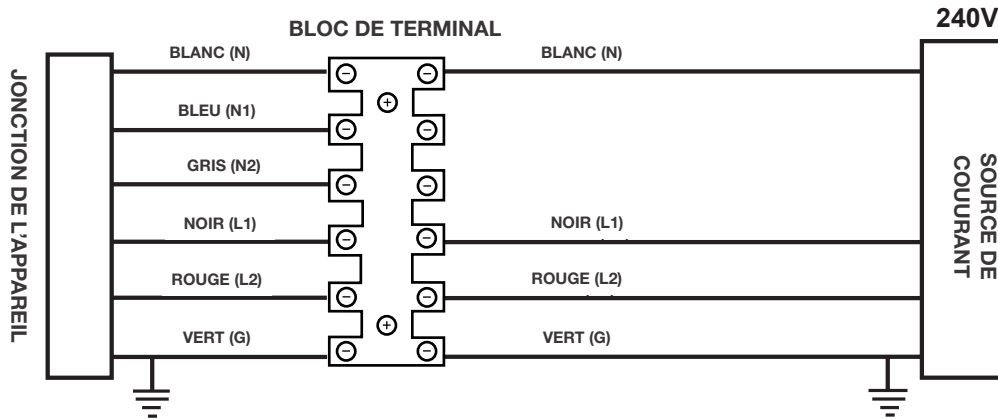 240V
BLOC DE TERMINAL
BLANC (N)
BLANC (N)
BLEU (N1)
GRIS (N2)
NOIR (L1)
NOIR (L1)
ROUGE (L2)
ROUGE (L2)
VERT (G)
VERT (G)
JONCTION DE L'APPAREIL
SOURCE DE
COUURANT